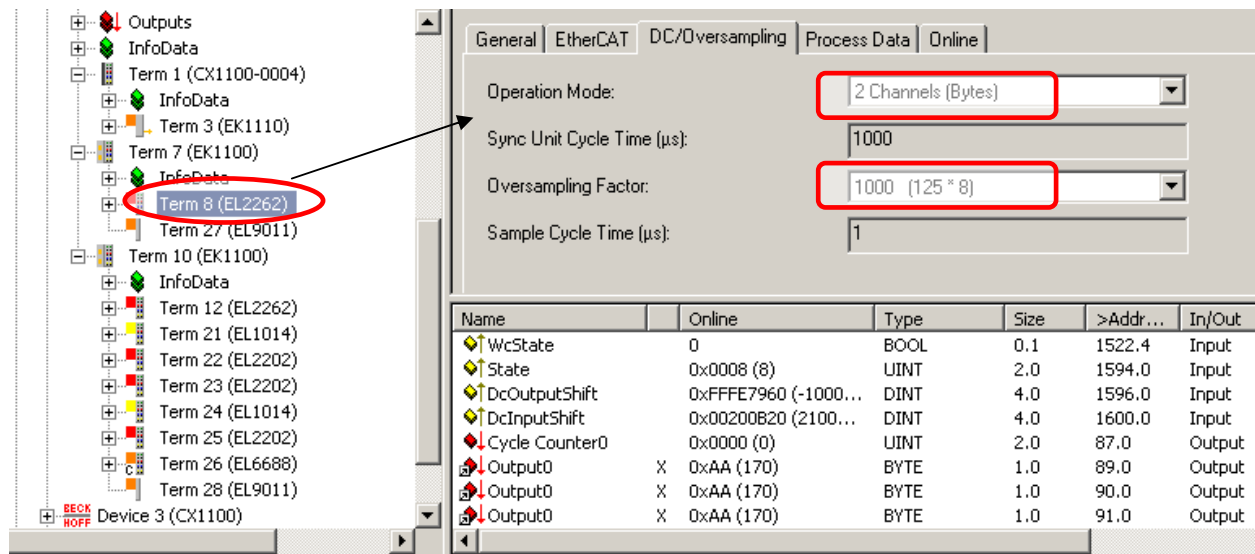 Outputs
InfoData
Term 1 (CX1100-0004)
InfoData
Term 3 (EK1110)
Term 7 (EK1100)
InfoData
Term 8 (EL2262)
Term 27 (EL9011)
Term 10 (EK1100)
InfoData
Term 12 (EL2262)
Term 21 (EL1014)
Term 22 (EL2202)
Term 23 (EL2202)
Term 24 (EL1014)
Term 25 (EL2202)
C Term 26 (EL6688)
Term 28 (EL9011)
BECK
HOFF Device 3 (CX1100)
General EtherCAT DC/Oversampling Process Data Online
Operation Mode: 2 Channels (Bytes)
Sync Unit Cycle Time (µs): 1000
Oversampling Factor: 1000 (125 * 8)
Sample Cycle Time (µs): 1
Name Online Type Size >Addr... In/Out
WcState 0 BOOL 0.1 1522.4 Input
State 0x0008 (8) UINT 2.0 1594.0 Input
DcOutputShift 0xFFFE7960 (-1000... DINT 4.0 1596.0 Input
DcInputShift 0x00200B20 (2100... DINT 4.0 1600.0 Input
Cycle Counter0 0x0000 (0) UINT 2.0 87.0 Output
Output0 X 0xAA (170) BYTE 1.0 89.0 Output
Output0 X 0xAA (170) BYTE 1.0 90.0 Output
Output0 X 0xAA (170) BYTE 1.0 91.0 Output